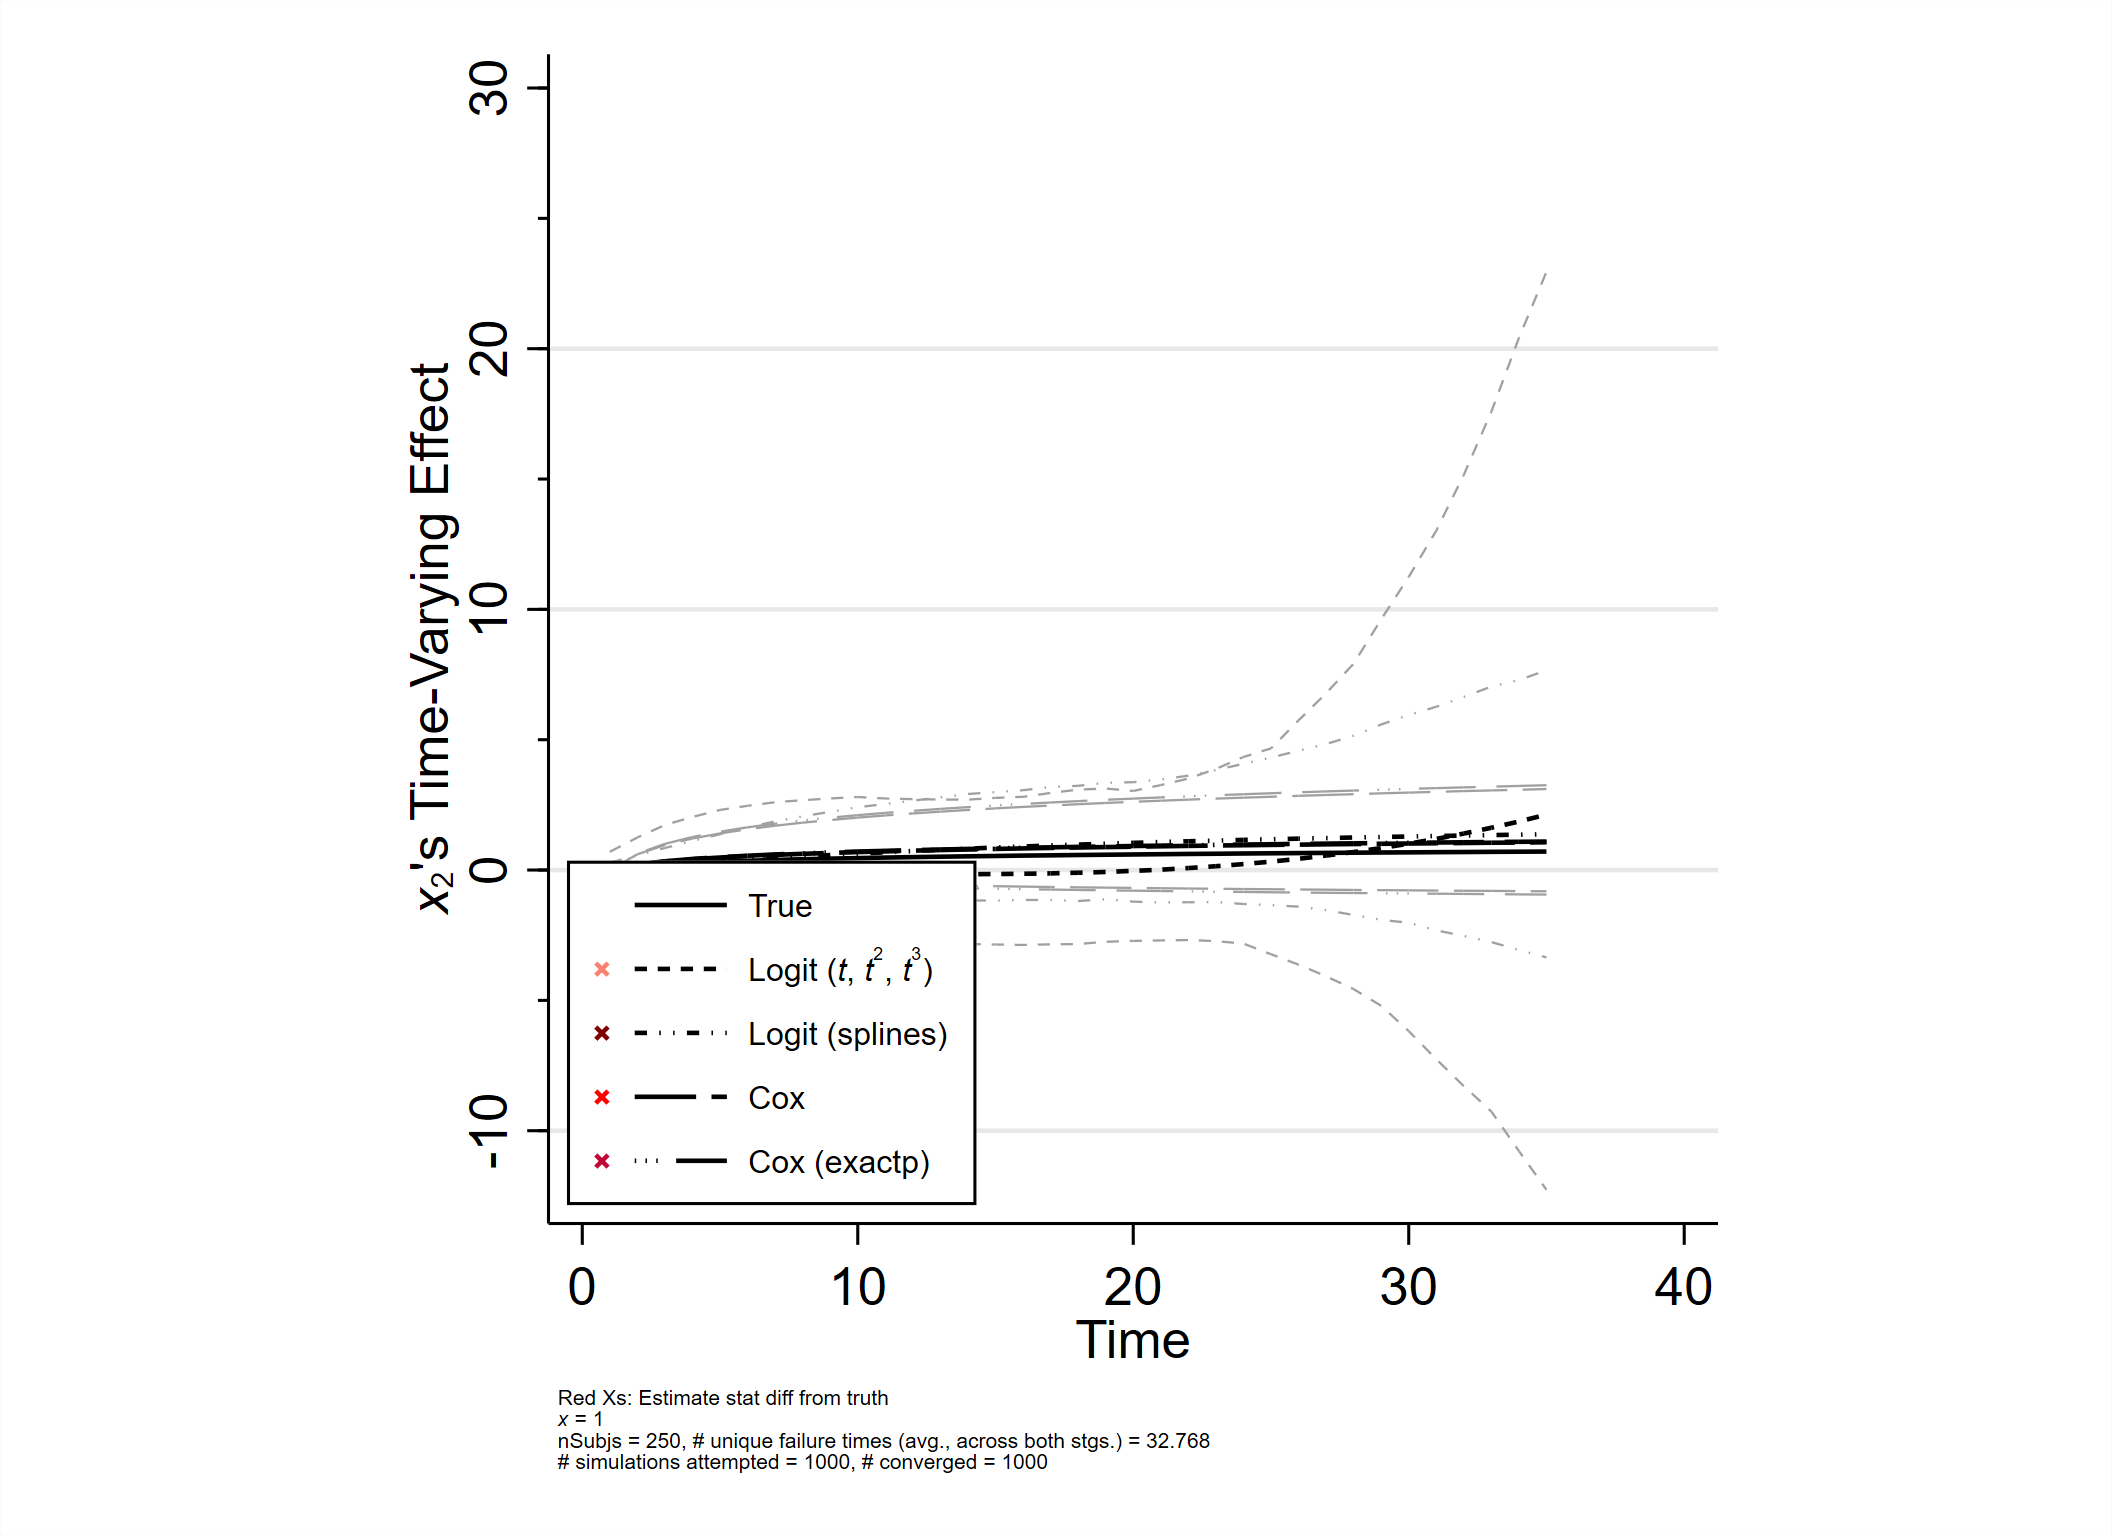 30
20
10
0
-10
x₂'s Time-Varying Effect
True
Logit (t, t², t³)
Logit (splines)
Cox
Cox (exactp)
0 10 20 30 40
Time
Red Xs: Estimate stat diff from truth
x = 1
nSubjs = 250, # unique failure times (avg., across both stgs.) = 32.768
# simulations attempted = 1000, # converged = 1000